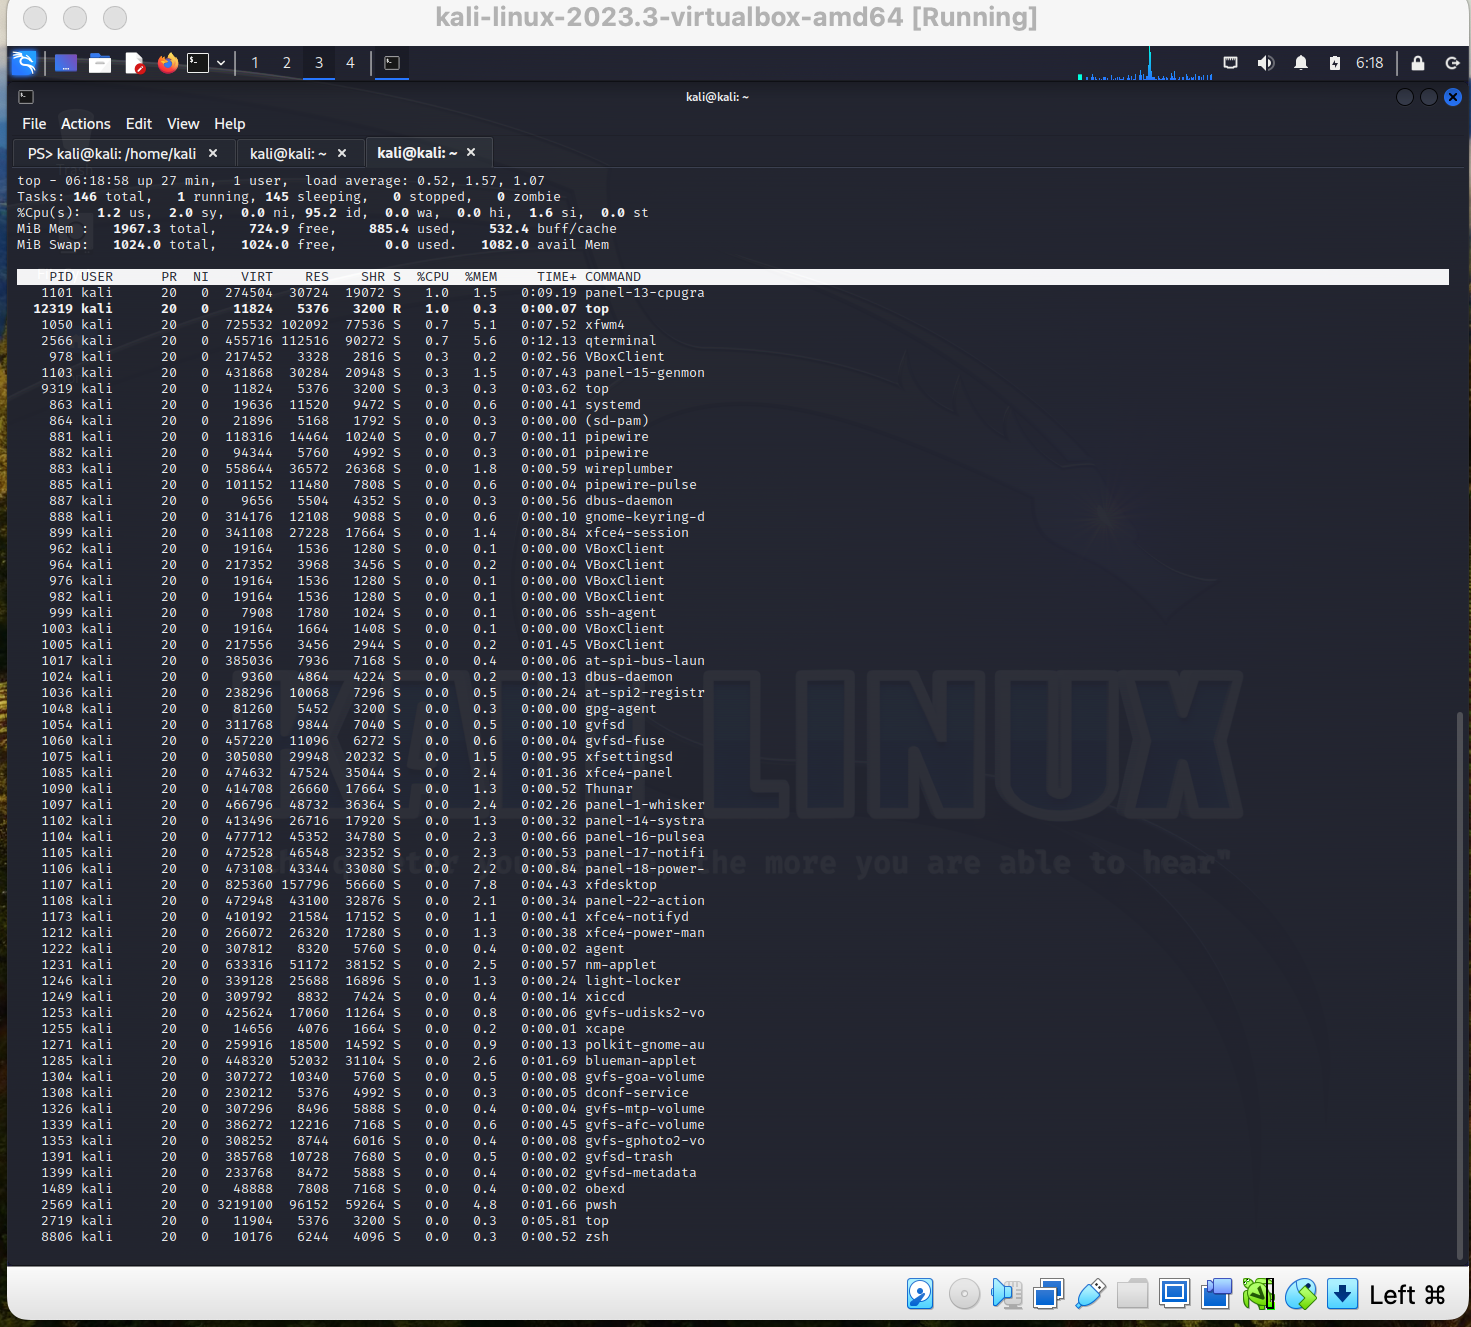 kali-linux-2023.3-virtualbox-amd64 [Running]
1 2 3 4 6:18
kali@kali: ~
File Actions Edit View Help
PS> kali@kali: /home/kali × kali@kali: ~ × kali@kali: ~ ×
top - 06:18:58 up 27 min,  1 user,  load average: 0.52, 1.57, 1.07
Tasks: 146 total,   1 running, 145 sleeping,   0 stopped,   0 zombie
%Cpu(s):  1.2 us,  2.0 sy,  0.0 ni, 95.2 id,  0.0 wa,  0.0 hi,  1.6 si,  0.0 st
MiB Mem :   1967.3 total,    724.9 free,    885.4 used,    532.4 buff/cache
MiB Swap:   1024.0 total,   1024.0 free,      0.0 used.   1082.0 avail Mem
PID USER PR NI VIRT RES SHR S %CPU %MEM TIME+ COMMAND
1101 kali 20 0 274504 30724 19072 S 1.0 1.5 0:09.19 panel-13-cpugra
12319 kali 20 0 11824 5376 3200 R 1.0 0.3 0:00.07 top
1050 kali 20 0 725532 102092 77536 S 0.7 5.1 0:07.52 xfwm4
2566 kali 20 0 455716 112516 90272 S 0.7 5.6 0:12.13 qterminal
978 kali 20 0 217452 3328 2816 S 0.3 0.2 0:02.56 VBoxClient
1103 kali 20 0 431868 30284 20948 S 0.3 1.5 0:07.43 panel-15-genmon
9319 kali 20 0 11824 5376 3200 S 0.3 0.3 0:03.62 top
863 kali 20 0 19636 11520 9472 S 0.0 0.6 0:00.41 systemd
864 kali 20 0 21896 5168 1792 S 0.0 0.3 0:00.00 (sd-pam)
881 kali 20 0 118316 14464 10240 S 0.0 0.7 0:00.11 pipewire
882 kali 20 0 94344 5760 4992 S 0.0 0.3 0:00.01 pipewire
883 kali 20 0 558644 36572 26368 S 0.0 1.8 0:00.59 wireplumber
885 kali 20 0 101152 11480 7808 S 0.0 0.6 0:00.04 pipewire-pulse
887 kali 20 0 9656 5504 4352 S 0.0 0.3 0:00.56 dbus-daemon
888 kali 20 0 314176 12108 9088 S 0.0 0.6 0:00.10 gnome-keyring-d
899 kali 20 0 341108 27228 17664 S 0.0 1.4 0:00.84 xfce4-session
962 kali 20 0 19164 1536 1280 S 0.0 0.1 0:00.00 VBoxClient
964 kali 20 0 217352 3968 3456 S 0.0 0.2 0:00.04 VBoxClient
976 kali 20 0 19164 1536 1280 S 0.0 0.1 0:00.00 VBoxClient
982 kali 20 0 19164 1536 1280 S 0.0 0.1 0:00.00 VBoxClient
999 kali 20 0 7908 1780 1024 S 0.0 0.1 0:00.06 ssh-agent
1003 kali 20 0 19164 1664 1408 S 0.0 0.1 0:00.00 VBoxClient
1005 kali 20 0 217556 3456 2944 S 0.0 0.2 0:01.45 VBoxClient
1017 kali 20 0 385036 7936 7168 S 0.0 0.4 0:00.06 at-spi-bus-laun
1024 kali 20 0 9360 4864 4224 S 0.0 0.2 0:00.13 dbus-daemon
1036 kali 20 0 238296 10068 7296 S 0.0 0.5 0:00.24 at-spi2-registr
1048 kali 20 0 81260 5452 3200 S 0.0 0.3 0:00.00 gpg-agent
1054 kali 20 0 311768 9844 7040 S 0.0 0.5 0:00.10 gvfsd
1060 kali 20 0 457220 11096 6272 S 0.0 0.6 0:00.04 gvfsd-fuse
1075 kali 20 0 305080 29948 20232 S 0.0 1.5 0:00.95 xfsettingsd
1085 kali 20 0 474632 47524 35044 S 0.0 2.4 0:01.36 xfce4-panel
1090 kali 20 0 414708 26660 17664 S 0.0 1.3 0:00.52 Thunar
1097 kali 20 0 466796 48732 36364 S 0.0 2.4 0:02.26 panel-1-whisker
1102 kali 20 0 413496 26716 17920 S 0.0 1.3 0:00.32 panel-14-systra
1104 kali 20 0 477712 45352 34780 S 0.0 2.3 0:00.66 panel-16-pulsea
1105 kali 20 0 472528 46548 32352 S 0.0 2.3 0:00.53 panel-17-notifi
1106 kali 20 0 473108 43344 33080 S 0.0 2.2 0:00.84 panel-18-power-
1107 kali 20 0 825360 157796 56660 S 0.0 7.8 0:04.43 xfdesktop
1108 kali 20 0 472948 43100 32876 S 0.0 2.1 0:00.34 panel-22-action
1173 kali 20 0 410192 21584 17152 S 0.0 1.1 0:00.41 xfce4-notifyd
1212 kali 20 0 266072 26320 17280 S 0.0 1.3 0:00.38 xfce4-power-man
1222 kali 20 0 307812 8320 5760 S 0.0 0.4 0:00.02 agent
1231 kali 20 0 633316 51172 38152 S 0.0 2.5 0:00.57 nm-applet
1246 kali 20 0 339128 25688 16896 S 0.0 1.3 0:00.24 light-locker
1249 kali 20 0 309792 8832 7424 S 0.0 0.4 0:00.14 xiccd
1253 kali 20 0 425624 17060 11264 S 0.0 0.8 0:00.06 gvfs-udisks2-vo
1255 kali 20 0 14656 4076 1664 S 0.0 0.2 0:00.01 xcape
1271 kali 20 0 259916 18500 14592 S 0.0 0.9 0:00.13 polkit-gnome-au
1285 kali 20 0 448320 52032 31104 S 0.0 2.6 0:01.69 blueman-applet
1304 kali 20 0 307272 10340 5760 S 0.0 0.5 0:00.08 gvfs-goa-volume
1308 kali 20 0 230212 5376 4992 S 0.0 0.3 0:00.05 dconf-service
1326 kali 20 0 307296 8496 5888 S 0.0 0.4 0:00.04 gvfs-mtp-volume
1339 kali 20 0 386272 12216 7168 S 0.0 0.6 0:00.45 gvfs-afc-volume
1353 kali 20 0 308252 8744 6016 S 0.0 0.4 0:00.08 gvfs-gphoto2-vo
1391 kali 20 0 385768 10728 7680 S 0.0 0.5 0:00.02 gvfsd-trash
1399 kali 20 0 233768 8472 5888 S 0.0 0.4 0:00.02 gvfsd-metadata
1489 kali 20 0 48888 7808 7168 S 0.0 0.4 0:00.02 obexd
2569 kali 20 0 3219100 96152 59264 S 0.0 4.8 0:01.66 pwsh
2719 kali 20 0 11904 5376 3200 S 0.0 0.3 0:05.81 top
8806 kali 20 0 10176 6244 4096 S 0.0 0.3 0:00.52 zsh
KALI LINUX
the more you are able to hear"
Left ⌘